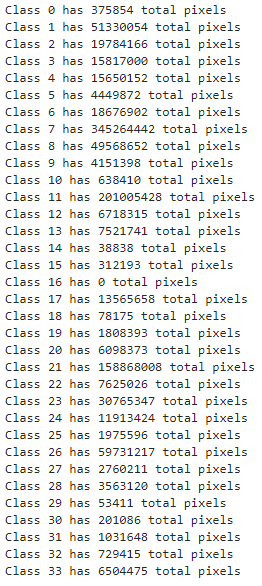 Class 0 has 375854 total pixels
Class 1 has 51330054 total pixels
Class 2 has 19784166 total pixels
Class 3 has 15817000 total pixels
Class 4 has 15650152 total pixels
Class 5 has 4449872 total pixels
Class 6 has 18676902 total pixels
Class 7 has 345264442 total pixels
Class 8 has 49568652 total pixels
Class 9 has 4151398 total pixels
Class 10 has 638410 total pixels
Class 11 has 201005428 total pixels
Class 12 has 6718315 total pixels
Class 13 has 7521741 total pixels
Class 14 has 38838 total pixels
Class 15 has 312193 total pixels
Class 16 has 0 total pixels
Class 17 has 13565658 total pixels
Class 18 has 78175 total pixels
Class 19 has 1808393 total pixels
Class 20 has 6098373 total pixels
Class 21 has 158868008 total pixels
Class 22 has 7625026 total pixels
Class 23 has 30765347 total pixels
Class 24 has 11913424 total pixels
Class 25 has 1975596 total pixels
Class 26 has 59731217 total pixels
Class 27 has 2760211 total pixels
Class 28 has 3563120 total pixels
Class 29 has 53411 total pixels
Class 30 has 201086 total pixels
Class 31 has 1031648 total pixels
Class 32 has 729415 total pixels
Class 33 has 6504475 total pixels